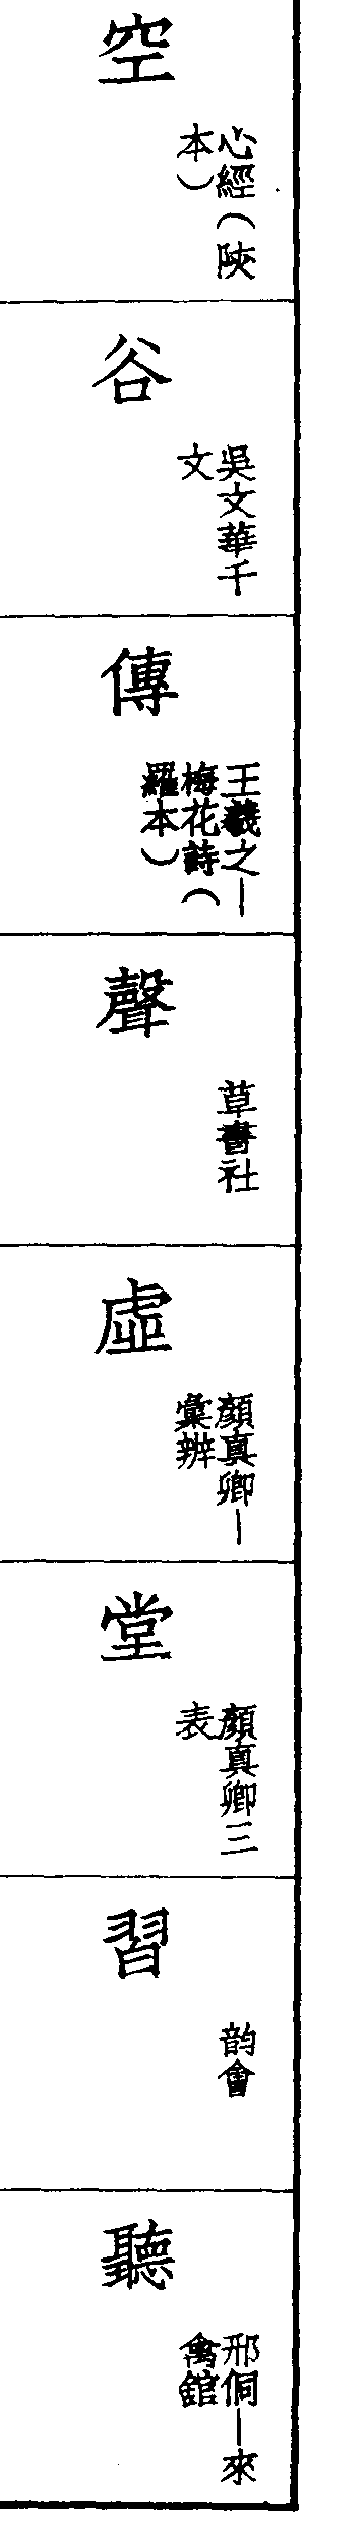 空
心經(陝
本)
谷
吳文華千
文
傳
王羲之—
梅花詩(
羅本)
聲
草書社
虛
顏真卿—
彙辨
堂
顏真卿三
表
習
韵會
聽
邢侗—來
禽舘